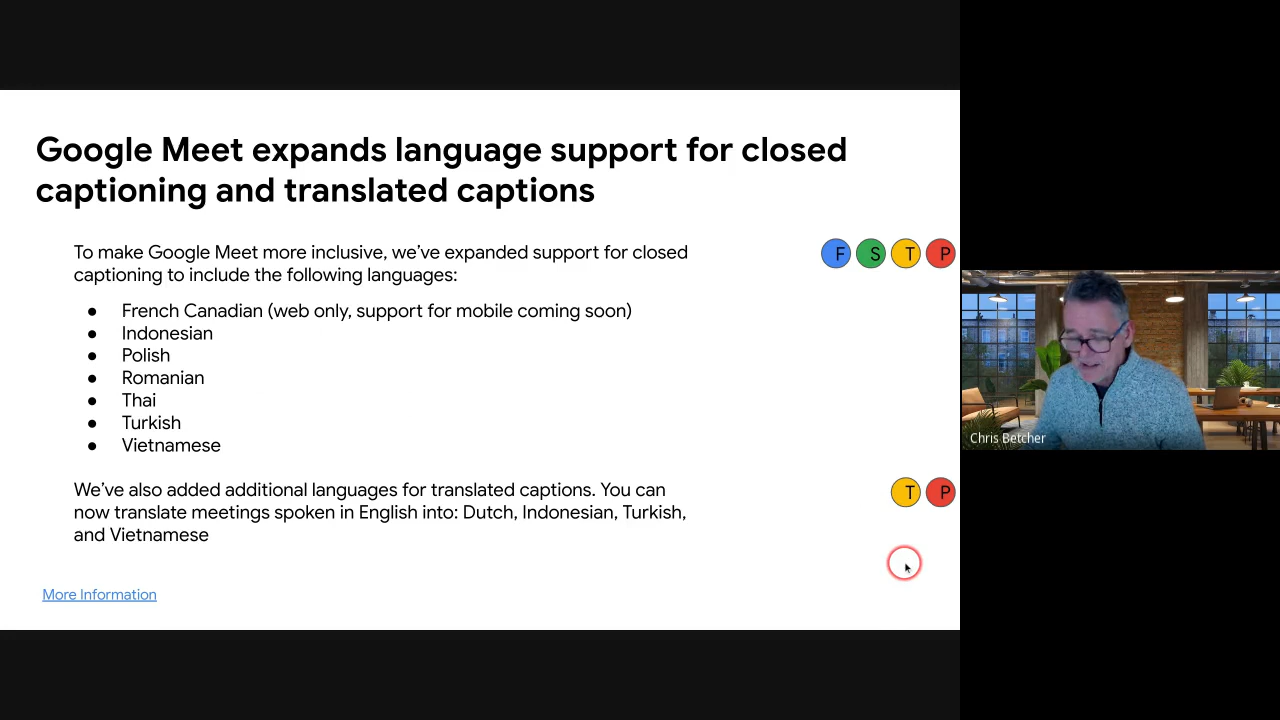 Google Meet expands language support for closed
captioning and translated captions
To make Google Meet more inclusive, we’ve expanded support for closed
captioning to include the following languages:
F S T P
● French Canadian (web only, support for mobile coming soon)
● Indonesian
● Polish
● Romanian
● Thai
● Turkish
● Vietnamese
We’ve also added additional languages for translated captions. You can
now translate meetings spoken in English into: Dutch, Indonesian, Turkish,
and Vietnamese
T P
More Information
Chris Betcher